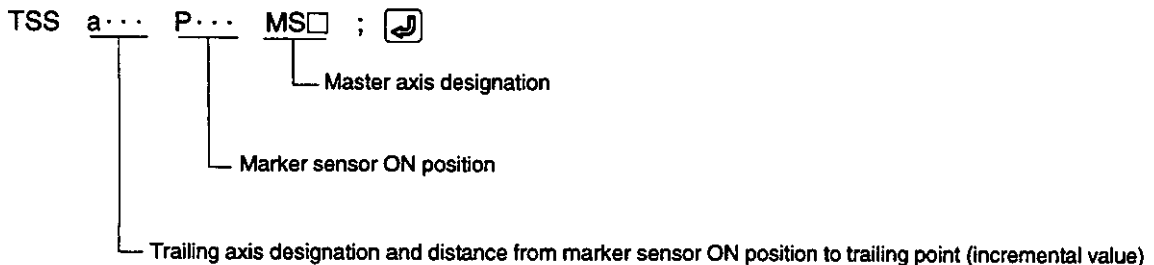 TSS a··· P··· MS□ ;
Master axis designation
Marker sensor ON position
Trailing axis designation and distance from marker sensor ON position to trailing point (incremental value)